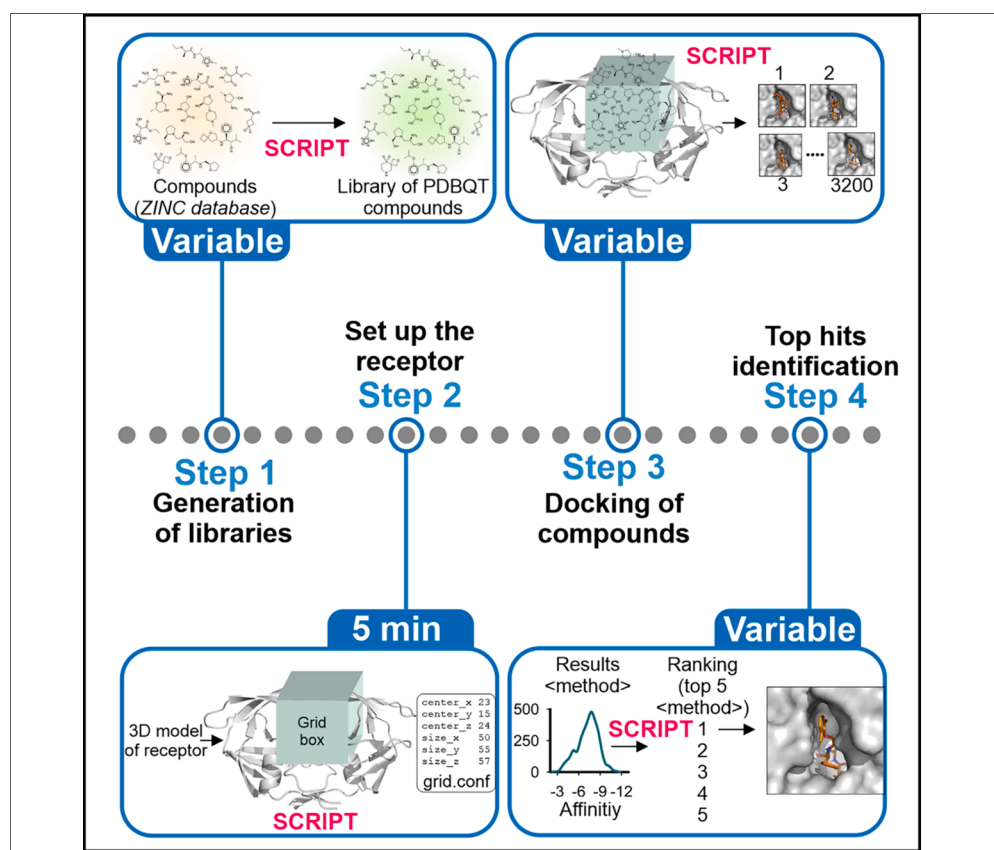 SCRIPT
Compounds
(ZINC database)
Library of PDBQT
compounds
Variable
SCRIPT
1
2
3
....
3200
Variable
Set up the
receptor
Step 2
Top hits
identification
Step 4
Step 1
Generation
of libraries
Step 3
Docking of
compounds
5 min
3D model
of receptor
Grid
box
center_x 23
center_y 15
center_z 24
size_x 50
size_y 55
size_z 57
grid.conf
SCRIPT
Variable
Results
<method>
500
250
0
-3 -6 -9 -12
Affinitiy
SCRIPT
Ranking
(top 5
<method>)
1
2
3
4
5